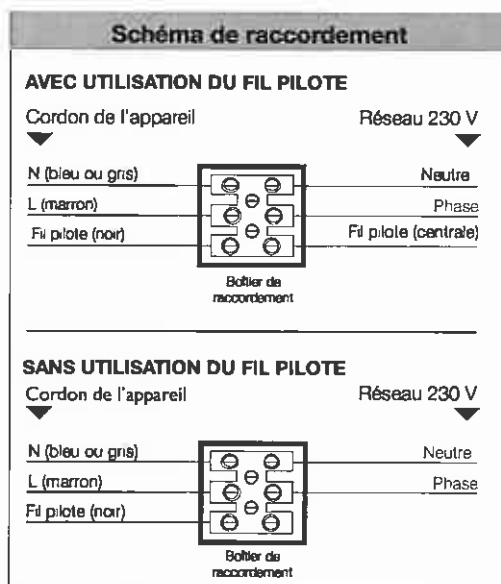 Schéma de raccordement
AVEC UTILISATION DU FIL PILOTE
Cordon de l'appareil Réseau 230 V
N (bleu ou gris) Neutre
L (marron) Phase
Fil pilote (noir) Fil pilote (centrale)
Boîtier de
raccordement
SANS UTILISATION DU FIL PILOTE
Cordon de l'appareil Réseau 230 V
N (bleu ou gris) Neutre
L (marron) Phase
Fil pilote (noir)
Boîtier de
raccordement